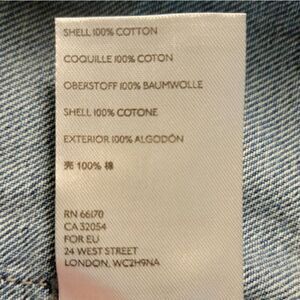 SHELL 100% COTTON
COQUILLE 100% COTON
OBERSTOFF 100% BAUMWOLLE
SHELL 100% COTONE
EXTERIOR 100% ALGODÓN
売 100% 棉
RN 66170
CA 32054
FOR EU
24 WEST STREET
LONDON, WC2H9NA